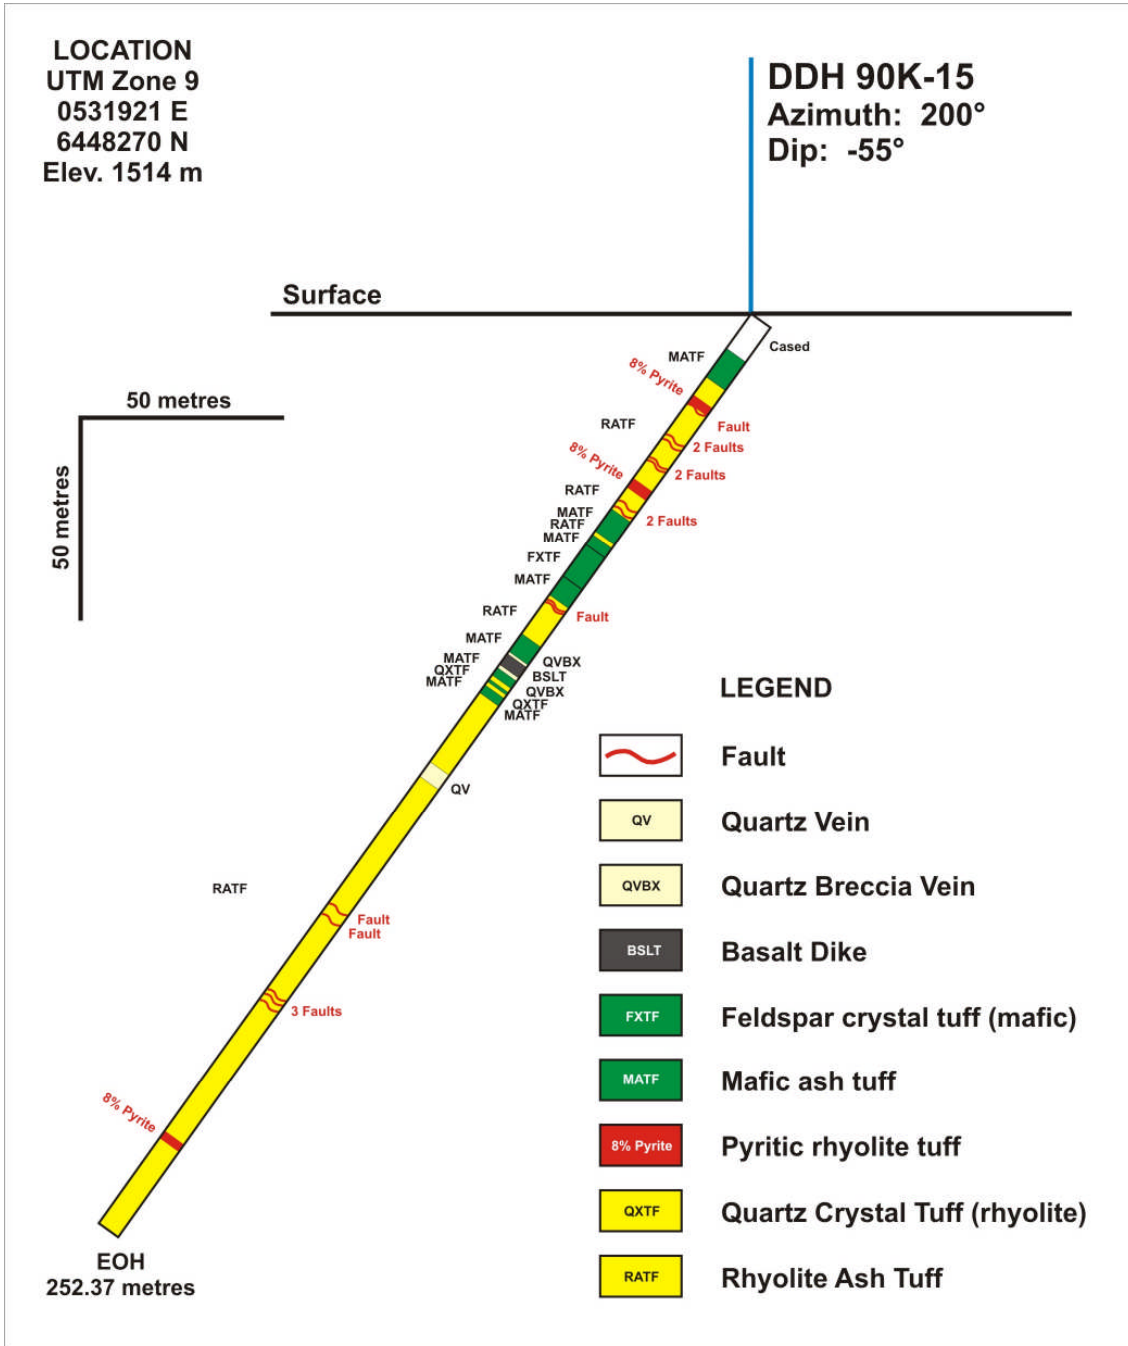 LOCATION
UTM Zone 9
0531921 E
6448270 N
Elev. 1514 m
DDH 90K-15
Azimuth: 200°
Dip: -55°
Surface
Cased
MATF
8% Pyrite
50 metres
50 metres
RATF
Fault
2 Faults
8% Pyrite
2 Faults
RATF
MATF
2 Faults
RATF
MATF
FXTF
MATF
RATF
Fault
MATF
MATF
QVBX
QXTF
BSLT
MATF
QVBX
QXTF
MATF
QV
RATF
Fault
Fault
3 Faults
8% Pyrite
EOH
252.37 metres
LEGEND
Fault
QV
Quartz Vein
QVBX
Quartz Breccia Vein
BSLT
Basalt Dike
FXTF
Feldspar crystal tuff (mafic)
MATF
Mafic ash tuff
8% Pyrite
Pyritic rhyolite tuff
QXTF
Quartz Crystal Tuff (rhyolite)
RATF
Rhyolite Ash Tuff